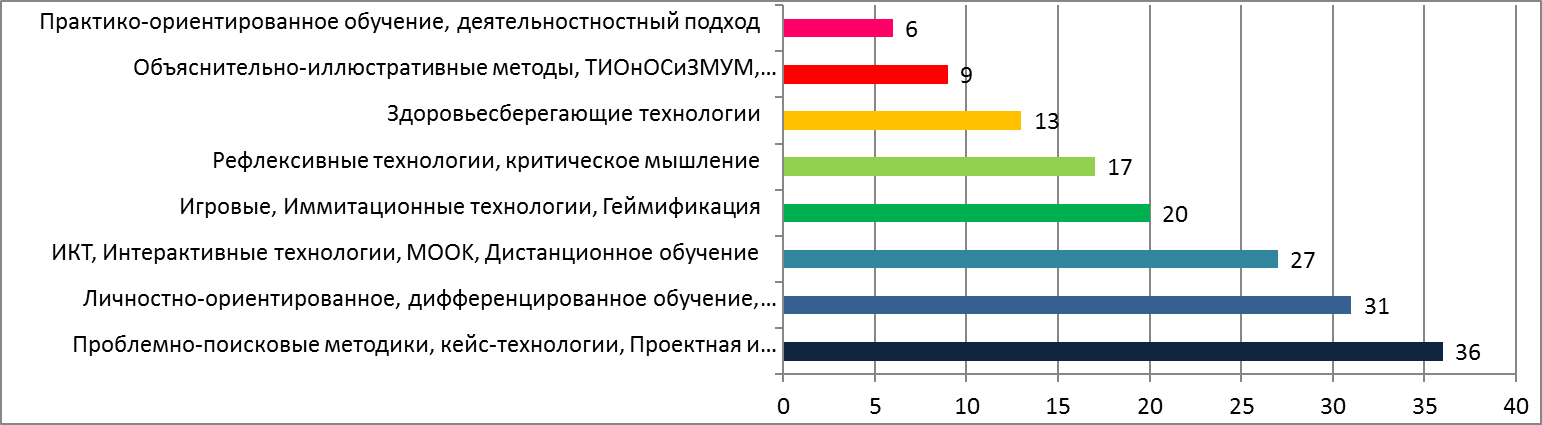 Практико-ориентированное обучение, деятельностностный подход 6
Объяснительно-иллюстративные методы, ТИОнОСиЗМУМ,... 9
Здоровьесберегающие технологии 13
Рефлексивные технологии, критическое мышление 17
Игровые, Иммитационные технологии, Геймификация 20
ИКТ, Интерактивные технологии, МООК, Дистанционное обучение 27
Личностно-ориентированное, дифференцированное обучение,... 31
Проблемно-поисковые методики, кейс-технологии, Проектная и... 36
0 5 10 15 20 25 30 35 40